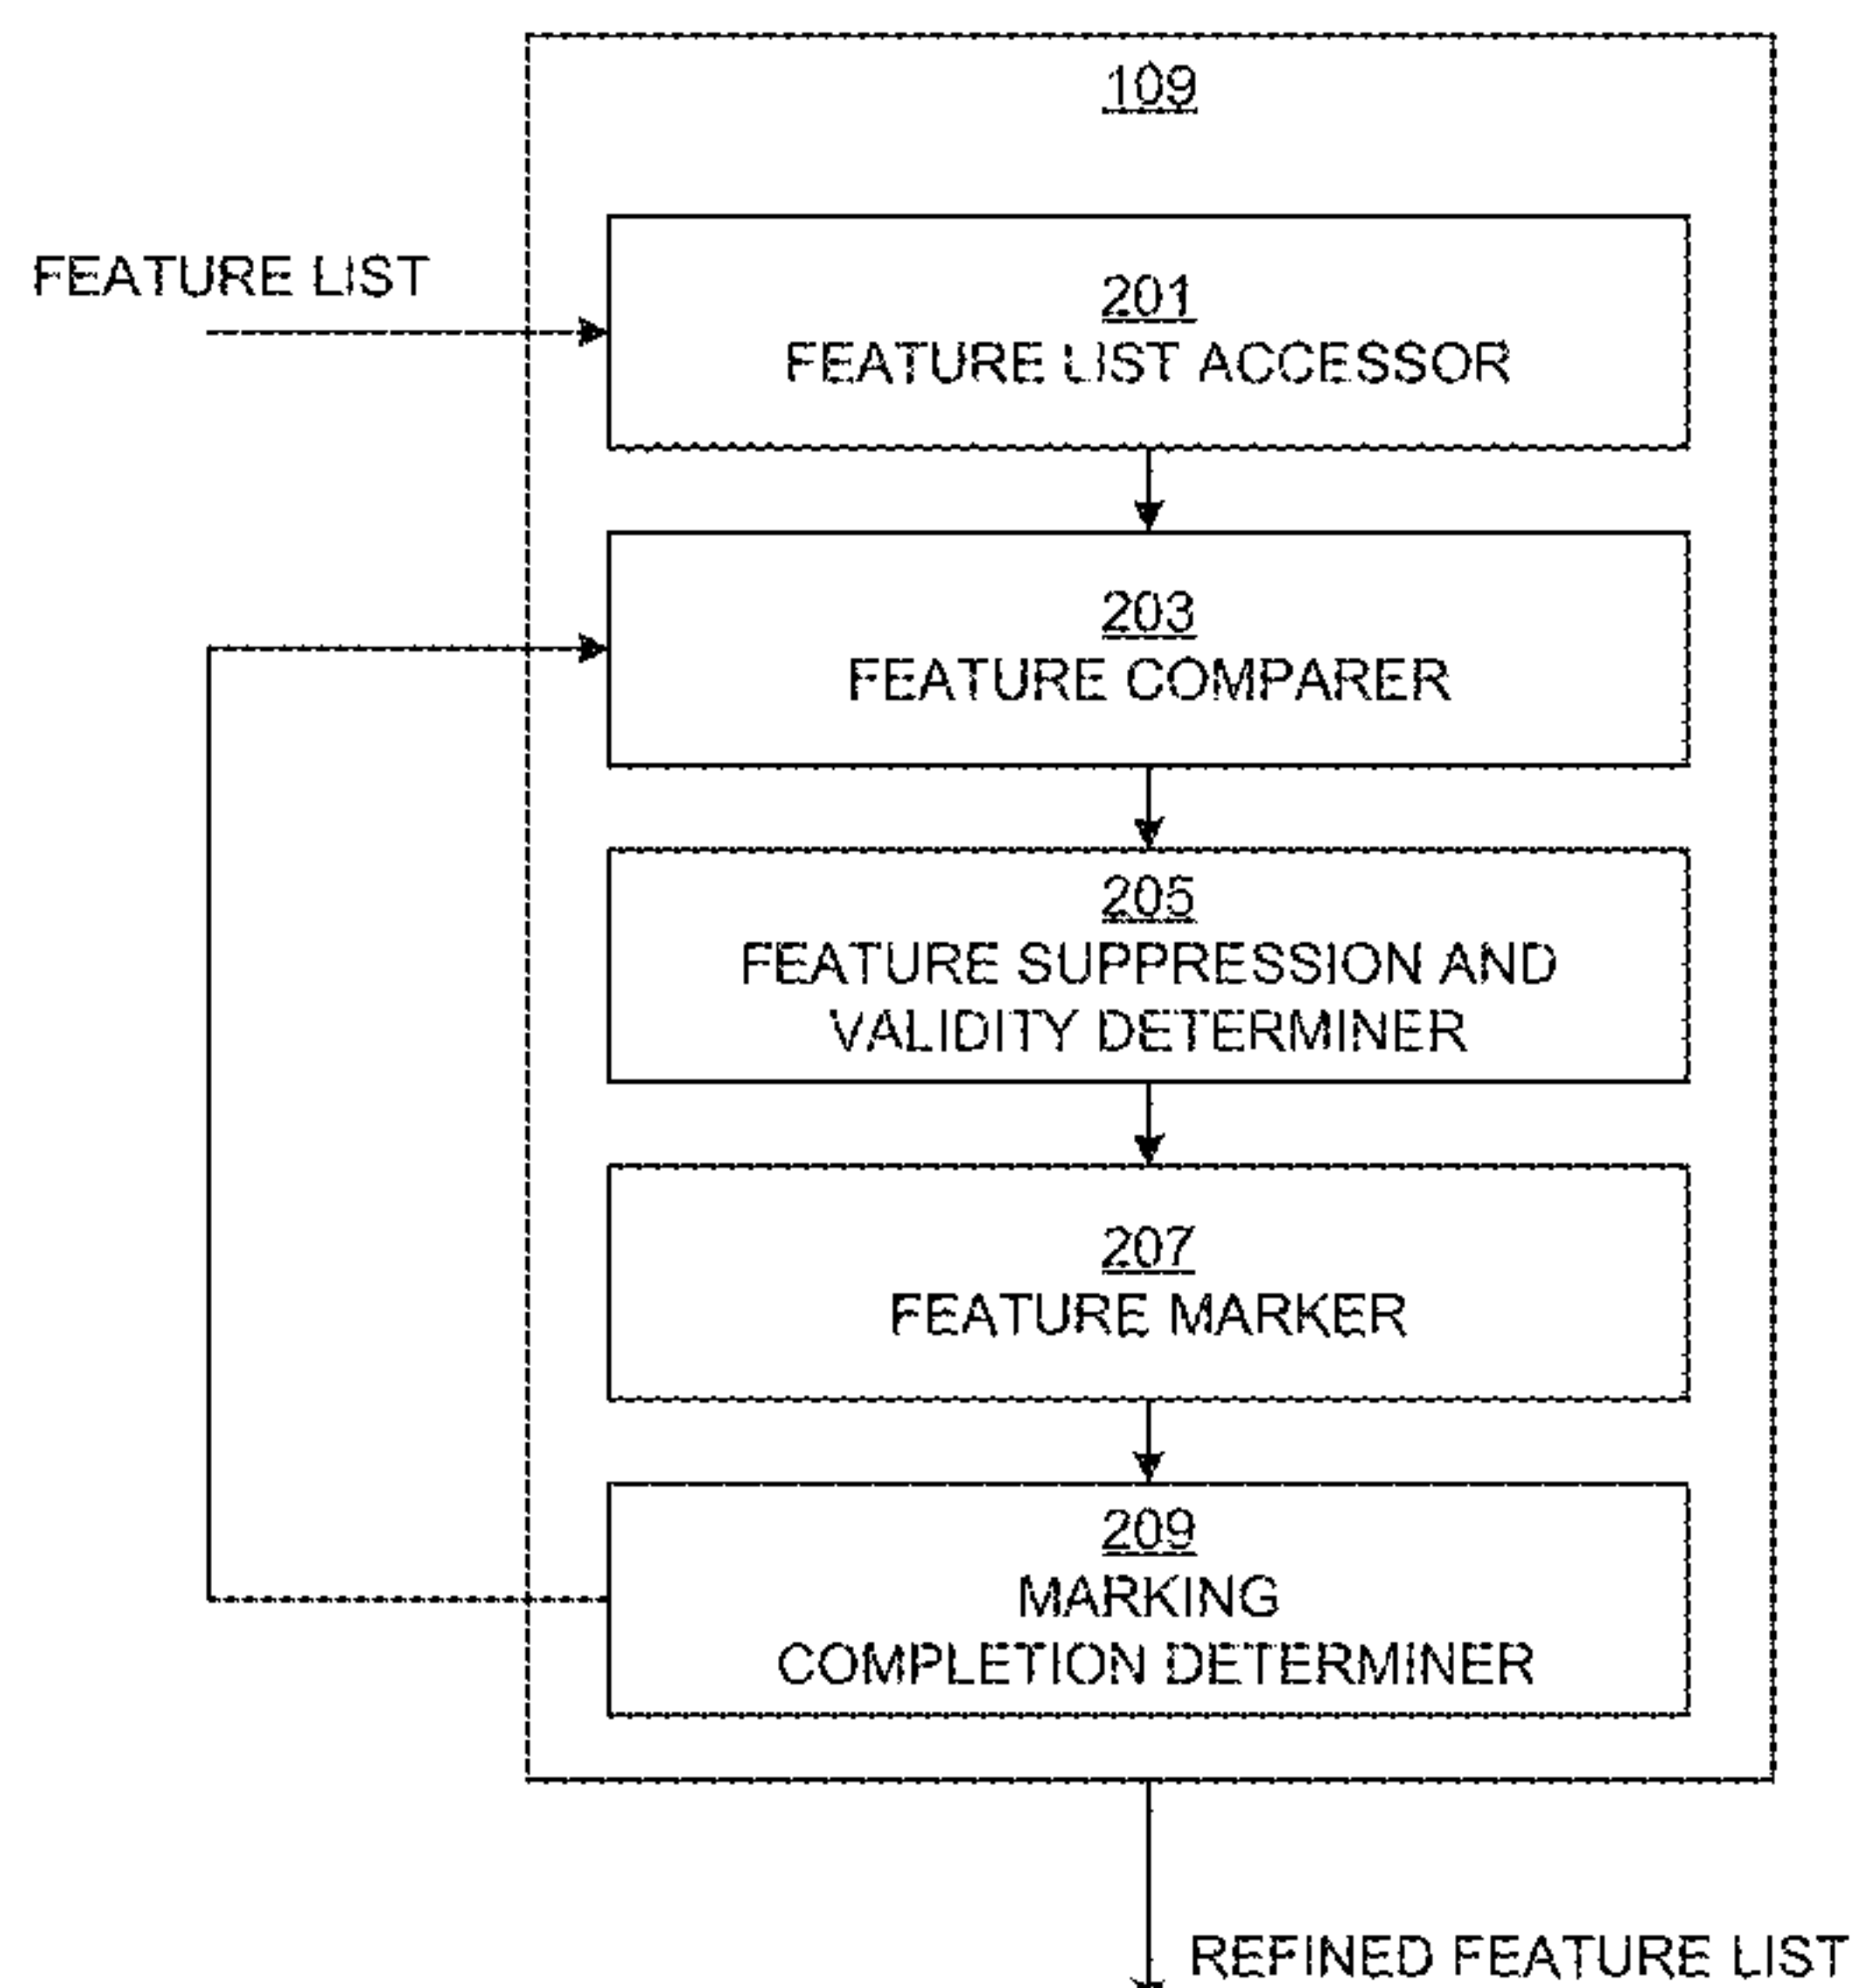 109
FEATURE LIST
201
FEATURE LIST ACCESSOR
203
FEATURE COMPARER
205
FEATURE SUPPRESSION AND
VALIDITY DETERMINER
207
FEATURE MARKER
209
MARKING
COMPLETION DETERMINER
REFINED FEATURE LIST